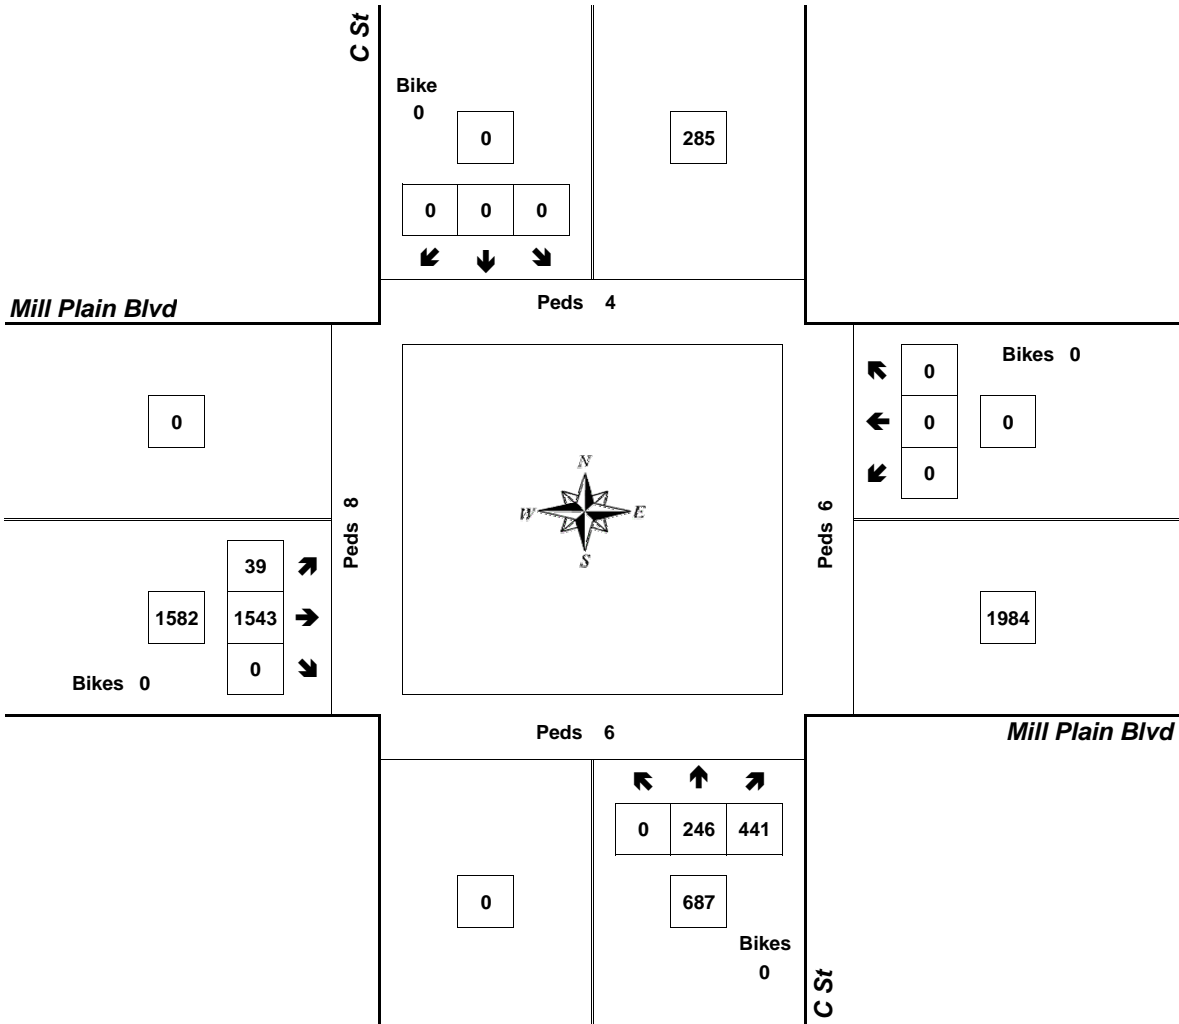 C St
Bike
0
0
285
0 0 0
Peds 4
Mill Plain Blvd
0
Bikes 0
0
0 0
0
N
W E
S
Peds 8
Peds 6
39
1582 1543
0
Bikes 0
1984
Mill Plain Blvd
Peds 6
0 246 441
0
687
Bikes
0
C St